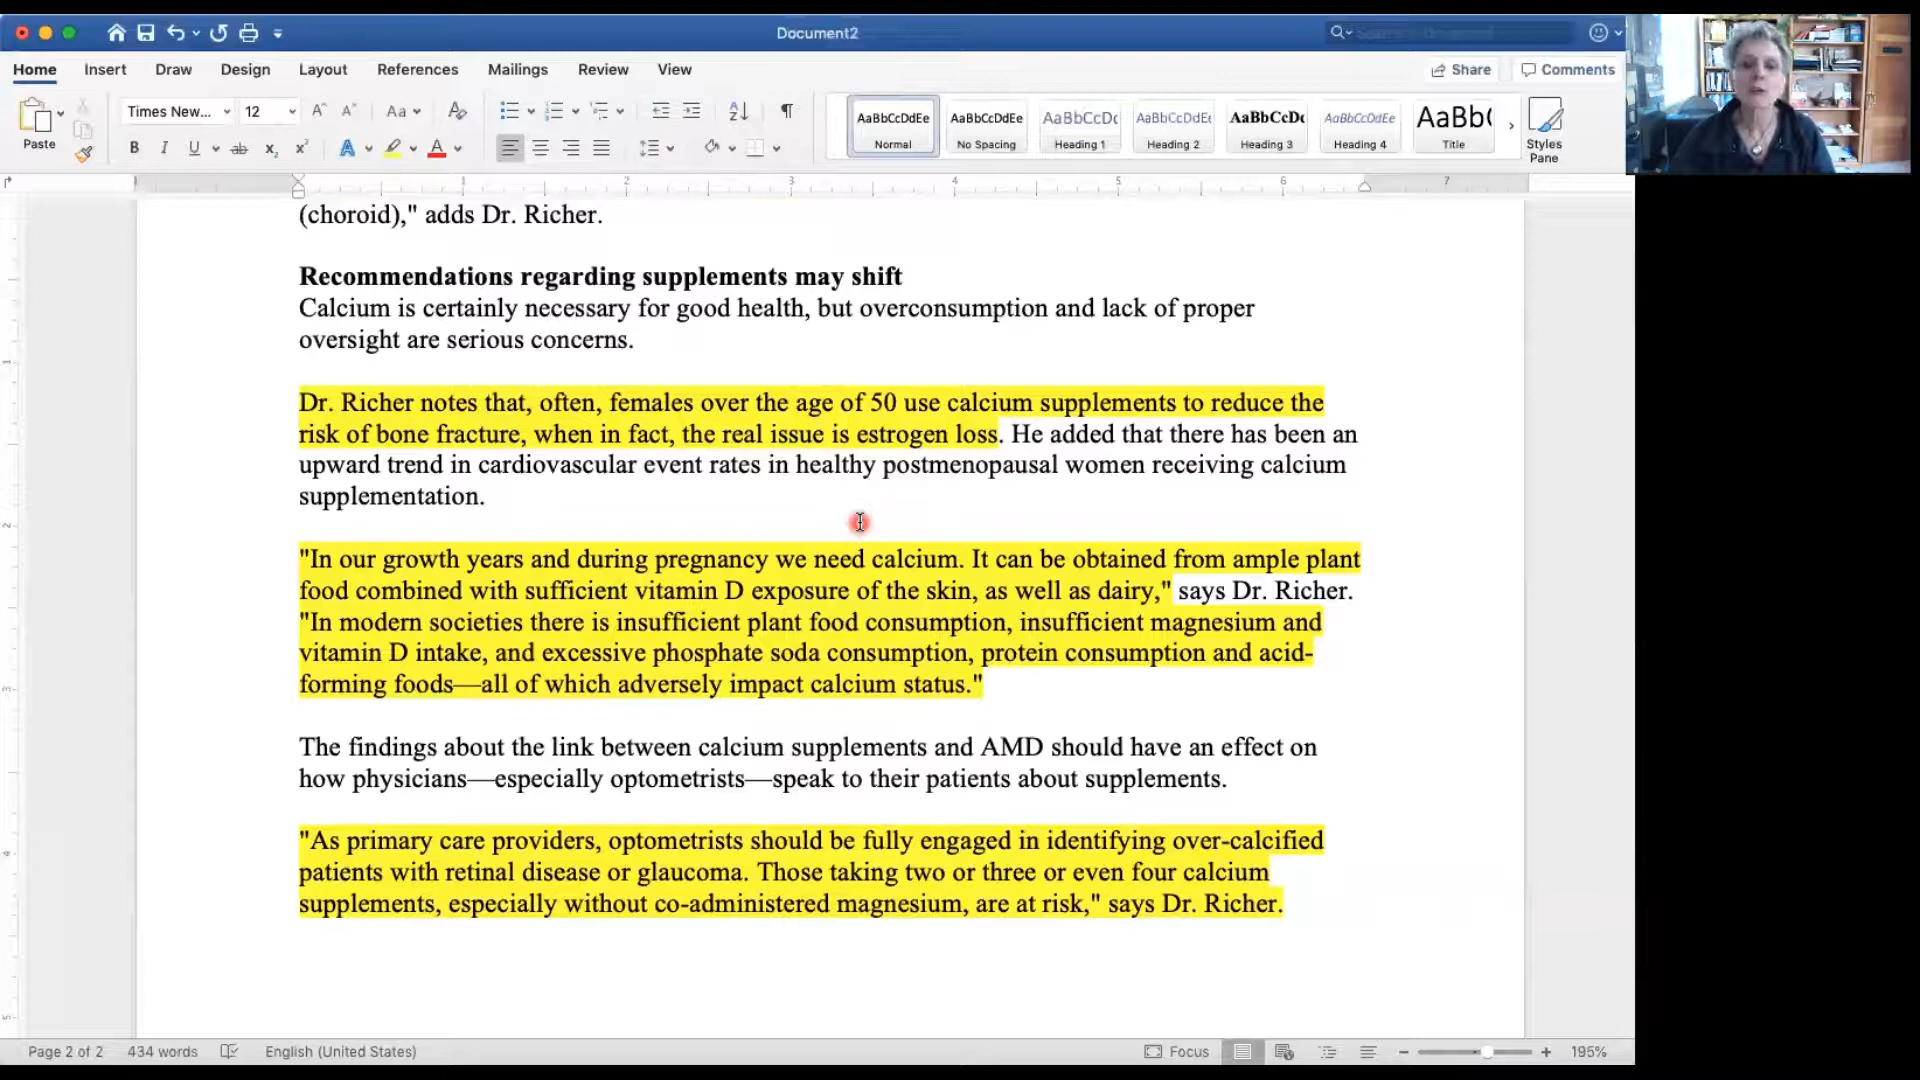 Document2
Home Insert Draw Design Layout References Mailings Review View
Share Comments
Paste
Times New... 12
AaBbCcDdEe AaBbCcDdEe AaBbCcDc AaBbCcDdEe AaBbCcDc AaBbCcDdEe AaBb(
Normal No Spacing Heading 1 Heading 2 Heading 3 Heading 4 Title
Styles
Pane
1 2 3 4 5 6 7
(choroid)," adds Dr. Richer.
Recommendations regarding supplements may shift
Calcium is certainly necessary for good health, but overconsumption and lack of proper
oversight are serious concerns.
Dr. Richer notes that, often, females over the age of 50 use calcium supplements to reduce the
risk of bone fracture, when in fact, the real issue is estrogen loss. He added that there has been an
upward trend in cardiovascular event rates in healthy postmenopausal women receiving calcium
supplementation.
"In our growth years and during pregnancy we need calcium. It can be obtained from ample plant
food combined with sufficient vitamin D exposure of the skin, as well as dairy," says Dr. Richer.
"In modern societies there is insufficient plant food consumption, insufficient magnesium and
vitamin D intake, and excessive phosphate soda consumption, protein consumption and acid-
forming foods—all of which adversely impact calcium status."
The findings about the link between calcium supplements and AMD should have an effect on
how physicians—especially optometrists—speak to their patients about supplements.
"As primary care providers, optometrists should be fully engaged in identifying over-calcified
patients with retinal disease or glaucoma. Those taking two or three or even four calcium
supplements, especially without co-administered magnesium, are at risk," says Dr. Richer.
Page 2 of 2 434 words English (United States) Focus 195%